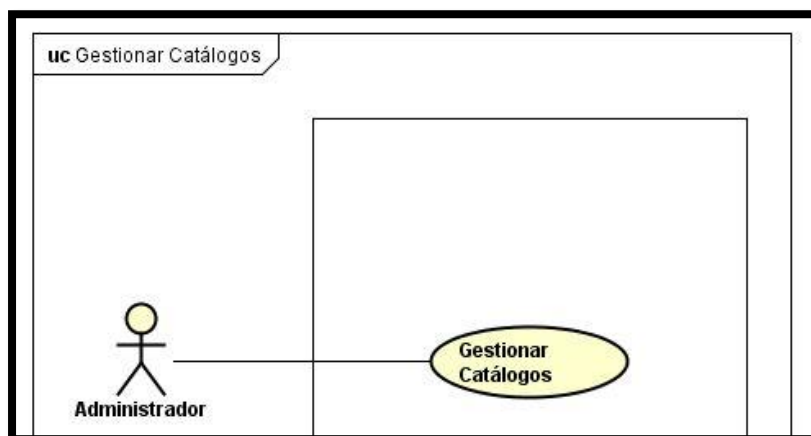 uc Gestionar Catálogos
Gestionar
Catálogos
Administrador